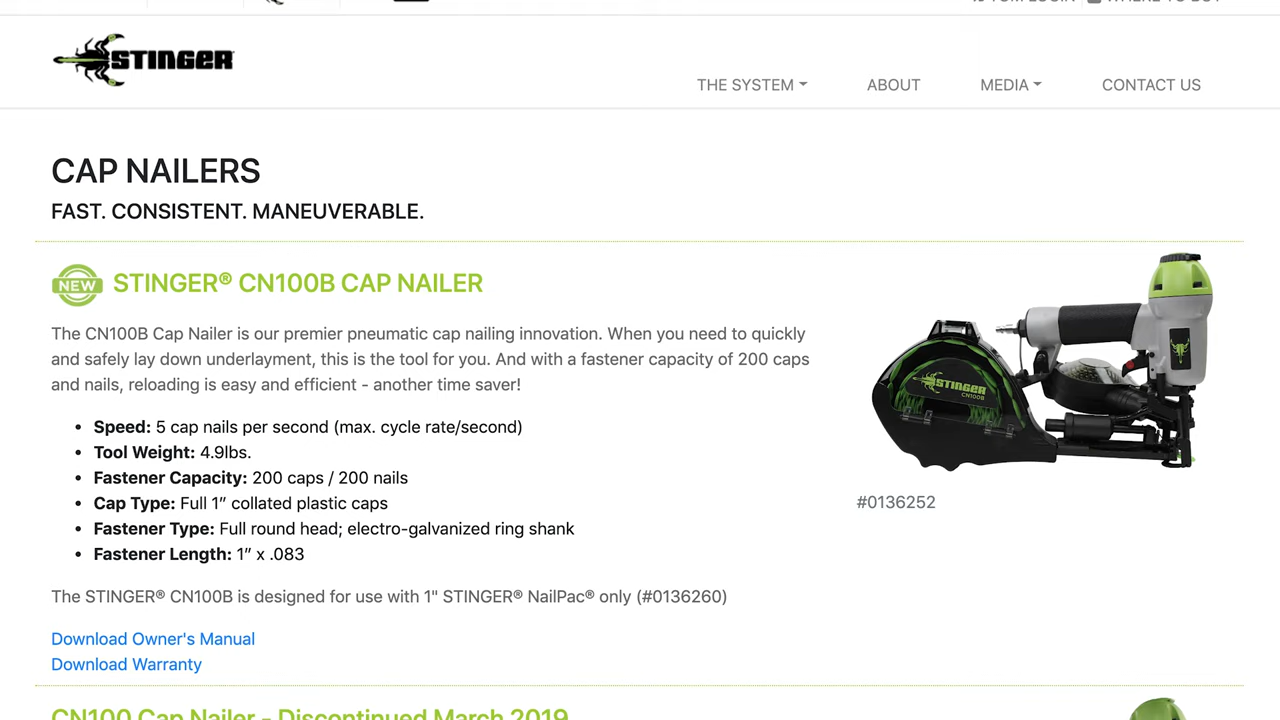 STINGER
THE SYSTEM
ABOUT
MEDIA
CONTACT US
CAP NAILERS
FAST. CONSISTENT. MANEUVERABLE.
NEW STINGER® CN100B CAP NAILER
The CN100B Cap Nailer is our premier pneumatic cap nailing innovation. When you need to quickly
and safely lay down underlayment, this is the tool for you. And with a fastener capacity of 200 caps
and nails, reloading is easy and efficient - another time saver!
• Speed: 5 cap nails per second (max. cycle rate/second)
• Tool Weight: 4.9lbs.
• Fastener Capacity: 200 caps / 200 nails
• Cap Type: Full 1” collated plastic caps
• Fastener Type: Full round head; electro-galvanized ring shank
• Fastener Length: 1” x .083
STINGER
CN100B
#0136252
The STINGER® CN100B is designed for use with 1" STINGER® NailPac® only (#0136260)
Download Owner's Manual
Download Warranty
CN100 Cap Nailer - Discontinued March 2019